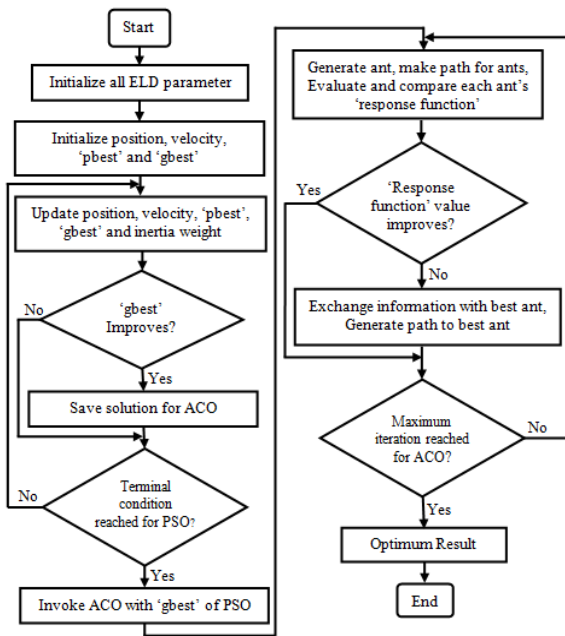 Start
Initialize all ELD parameter
Initialize position, velocity,
‘pbest’ and ‘gbest’
Update position, velocity, ‘pbest’,
‘gbest’ and inertia weight
No
‘gbest’
Improves?
Yes
Save solution for ACO
No
Terminal
condition
reached for PSO?
Yes
Invoke ACO with ‘gbest’ of PSO
Generate ant, make path for ants,
Evaluate and compare each ant’s
‘response function’
Yes
‘Response
function’ value
improves?
No
Exchange information with best ant,
Generate path to best ant
Maximum
iteration reached
for ACO?
No
Yes
Optimum Result
End